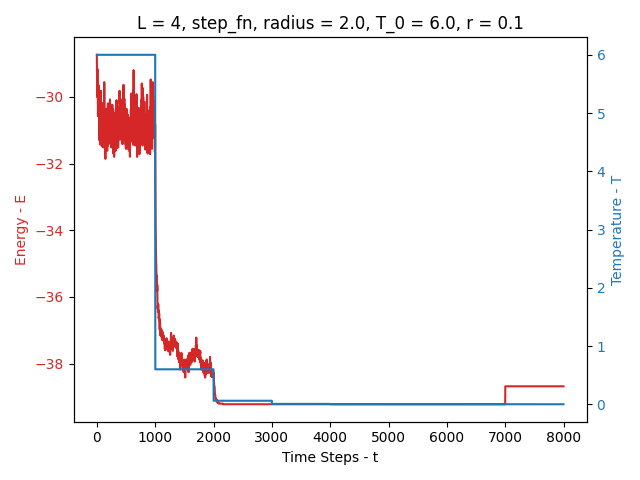 L = 4, step_fn, radius = 2.0, T_0 = 6.0, r = 0.1
Energy - E
−30
−32
−34
−36
−38
6
5
4
3
2
1
0
Temperature - T
0 1000 2000 3000 4000 5000 6000 7000 8000
Time Steps - t